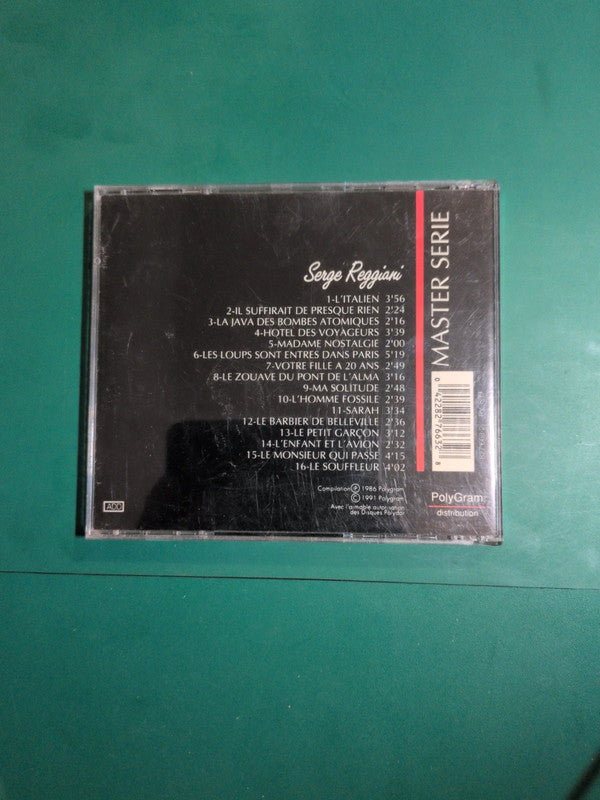 Serge Reggiani
1-L'ITALIEN 3'56
2-IL SUFFIRAIT DE PRESQUE RIEN 2'24
3-LA JAVA DES BOMBES ATOMIQUES 2'16
4-HOTEL DES VOYAGEURS 3'39
5-MADAME NOSTALGIE 2'00
6-LES LOUPS SONT ENTRES DANS PARIS 5'19
7-VOTRE FILLE A 20 ANS 2'49
8-LE ZOUAVE DU PONT DE L'ALMA 3'16
9-MA SOLITUDE 2'48
10-L'HOMME FOSSILE 2'39
11-SARAH 3'34
12-LE BARBIER DE BELLEVILLE 2'36
13-LE PETIT GARÇON 3'12
14-L'ENFANT ET L'AVION 2'32
15-LE MONSIEUR QUI PASSE 4'15
16-LE SOUFFLEUR 4'02
Compilation ℗ 1986 Polygram
© 1991 Polygram
Avec l'aimable autorisation
des Disques Polydor
ADD
MASTER SERIE
0 42282-76632 8
PolyGram
distribution